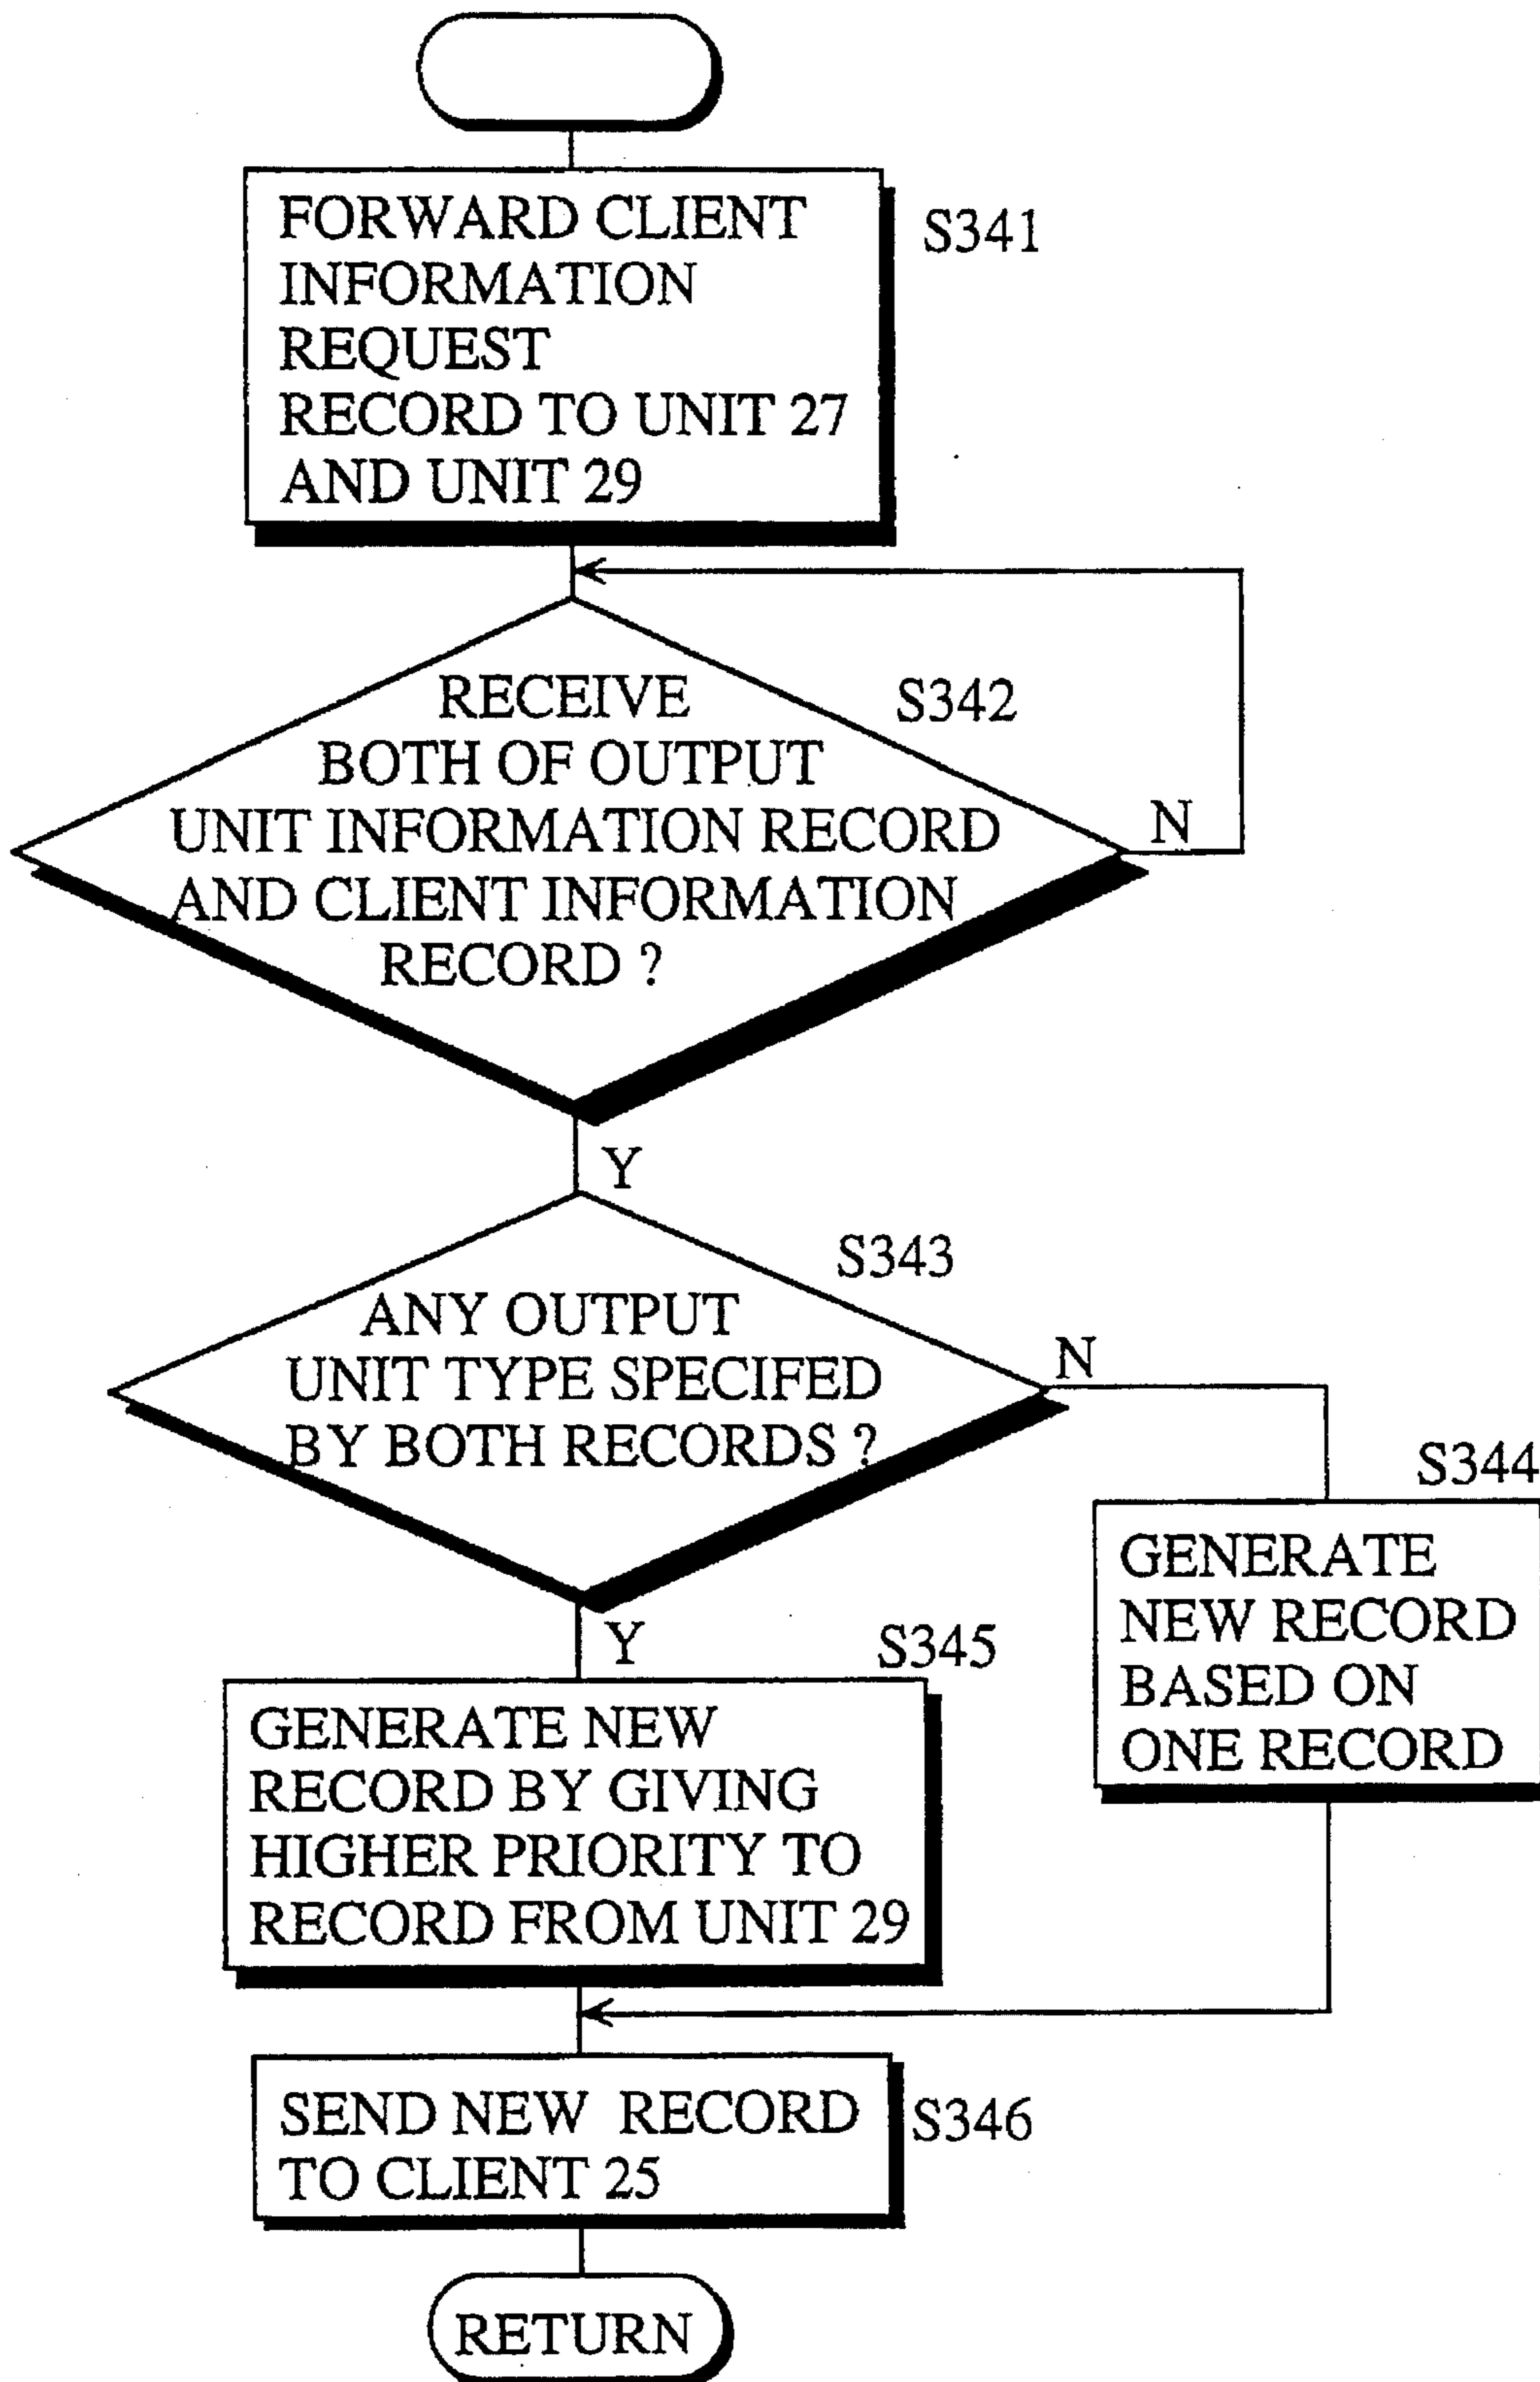 FORWARD CLIENT
INFORMATION
REQUEST
RECORD TO UNIT 27
AND UNIT 29
S341
RECEIVE
BOTH OF OUTPUT
UNIT INFORMATION RECORD
AND CLIENT INFORMATION
RECORD ?
S342
N
Y
S343
ANY OUTPUT
UNIT TYPE SPECIFED
BY BOTH RECORDS ?
N
S344
GENERATE
NEW RECORD
BASED ON
ONE RECORD
Y
S345
GENERATE NEW
RECORD BY GIVING
HIGHER PRIORITY TO
RECORD FROM UNIT 29
SEND NEW RECORD
TO CLIENT 25
S346
RETURN